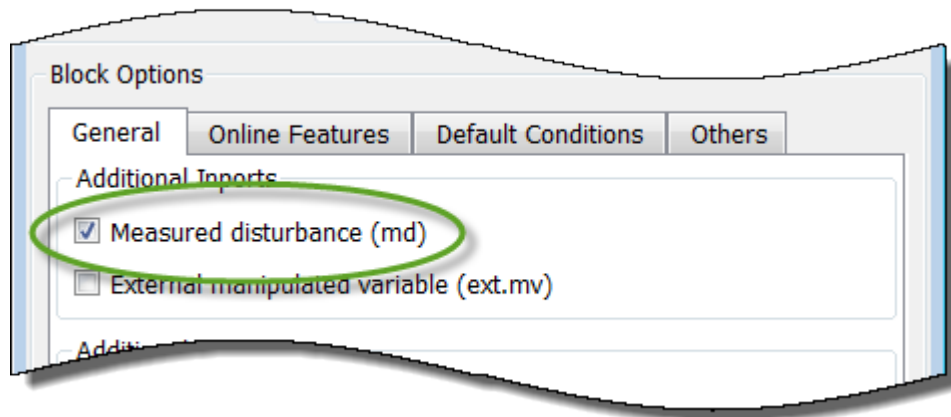 Block Options
General Online Features Default Conditions Others
Additional Inports
Measured disturbance (md)
External manipulated variable (ext.mv)